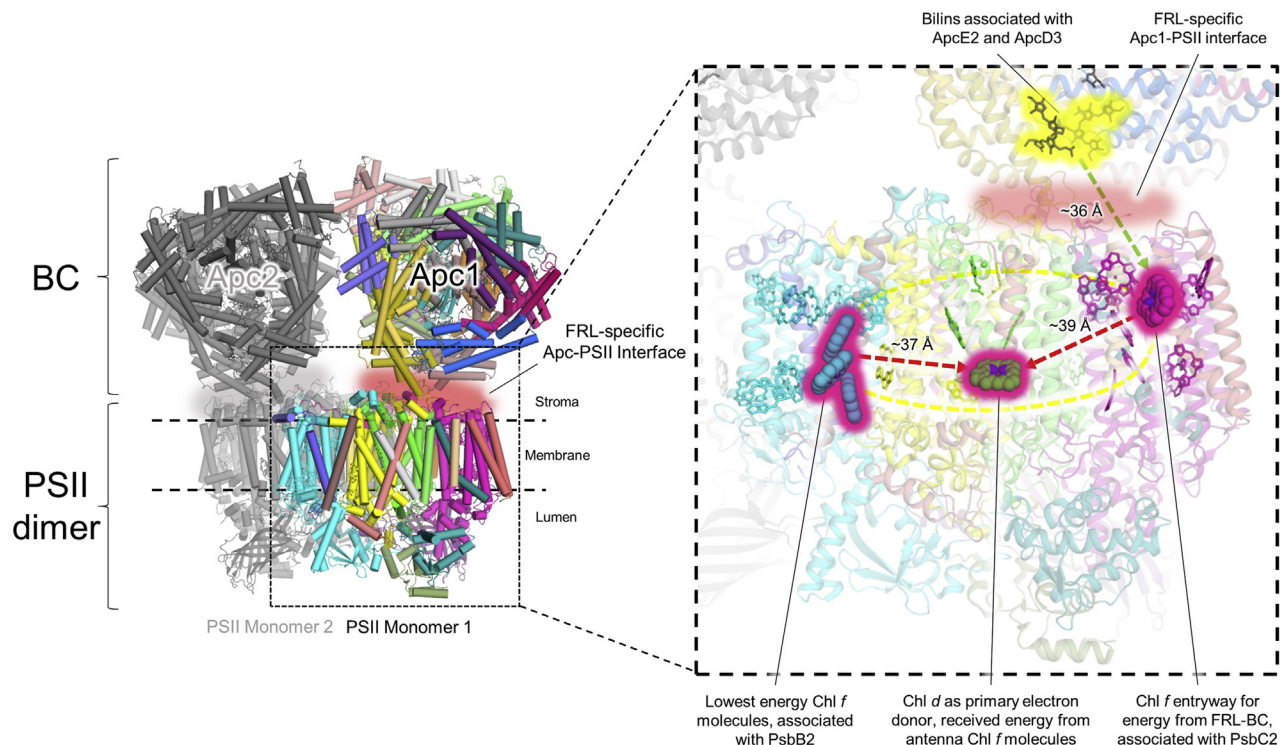 Bilins associated with
ApcE2 and ApcD3
FRL-specific
Apc1-PSII interface
BC
Apc2
Apc1
FRL-specific
Apc-PSII Interface
Stroma
PSII
dimer
Membrane
Lumen
PSII Monomer 2
PSII Monomer 1
~36 Å
~39 Å
~37 Å
Lowest energy Chl f
molecules, associated
with PsbB2
Chl d as primary electron
donor, received energy from
antenna Chl f molecules
Chl f entryway for
energy from FRL-BC,
associated with PsbC2